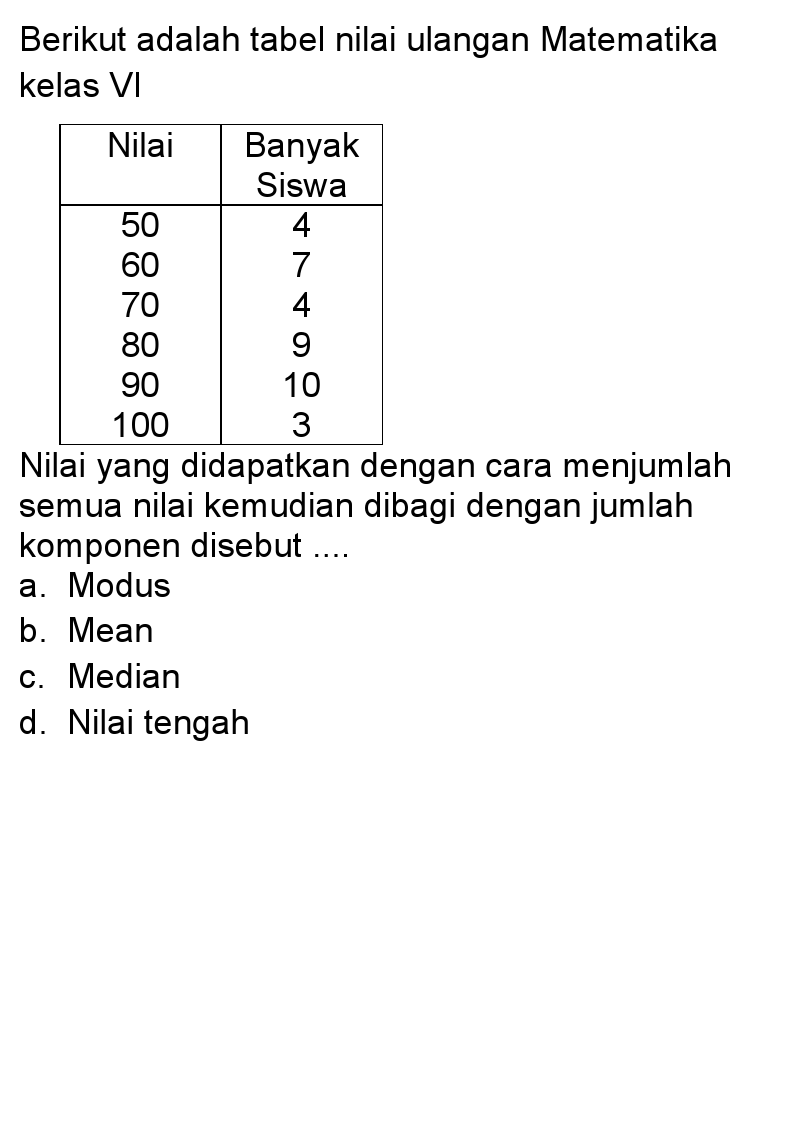 Berikut adalah tabel nilai ulangan Matematika
kelas VI
Nilai Banyak
Siswa
50 4
60 7
70 4
80 9
90 10
100 3
Nilai yang didapatkan dengan cara menjumlah
semua nilai kemudian dibagi dengan jumlah
komponen disebut ....
a. Modus
b. Mean
c. Median
d. Nilai tengah